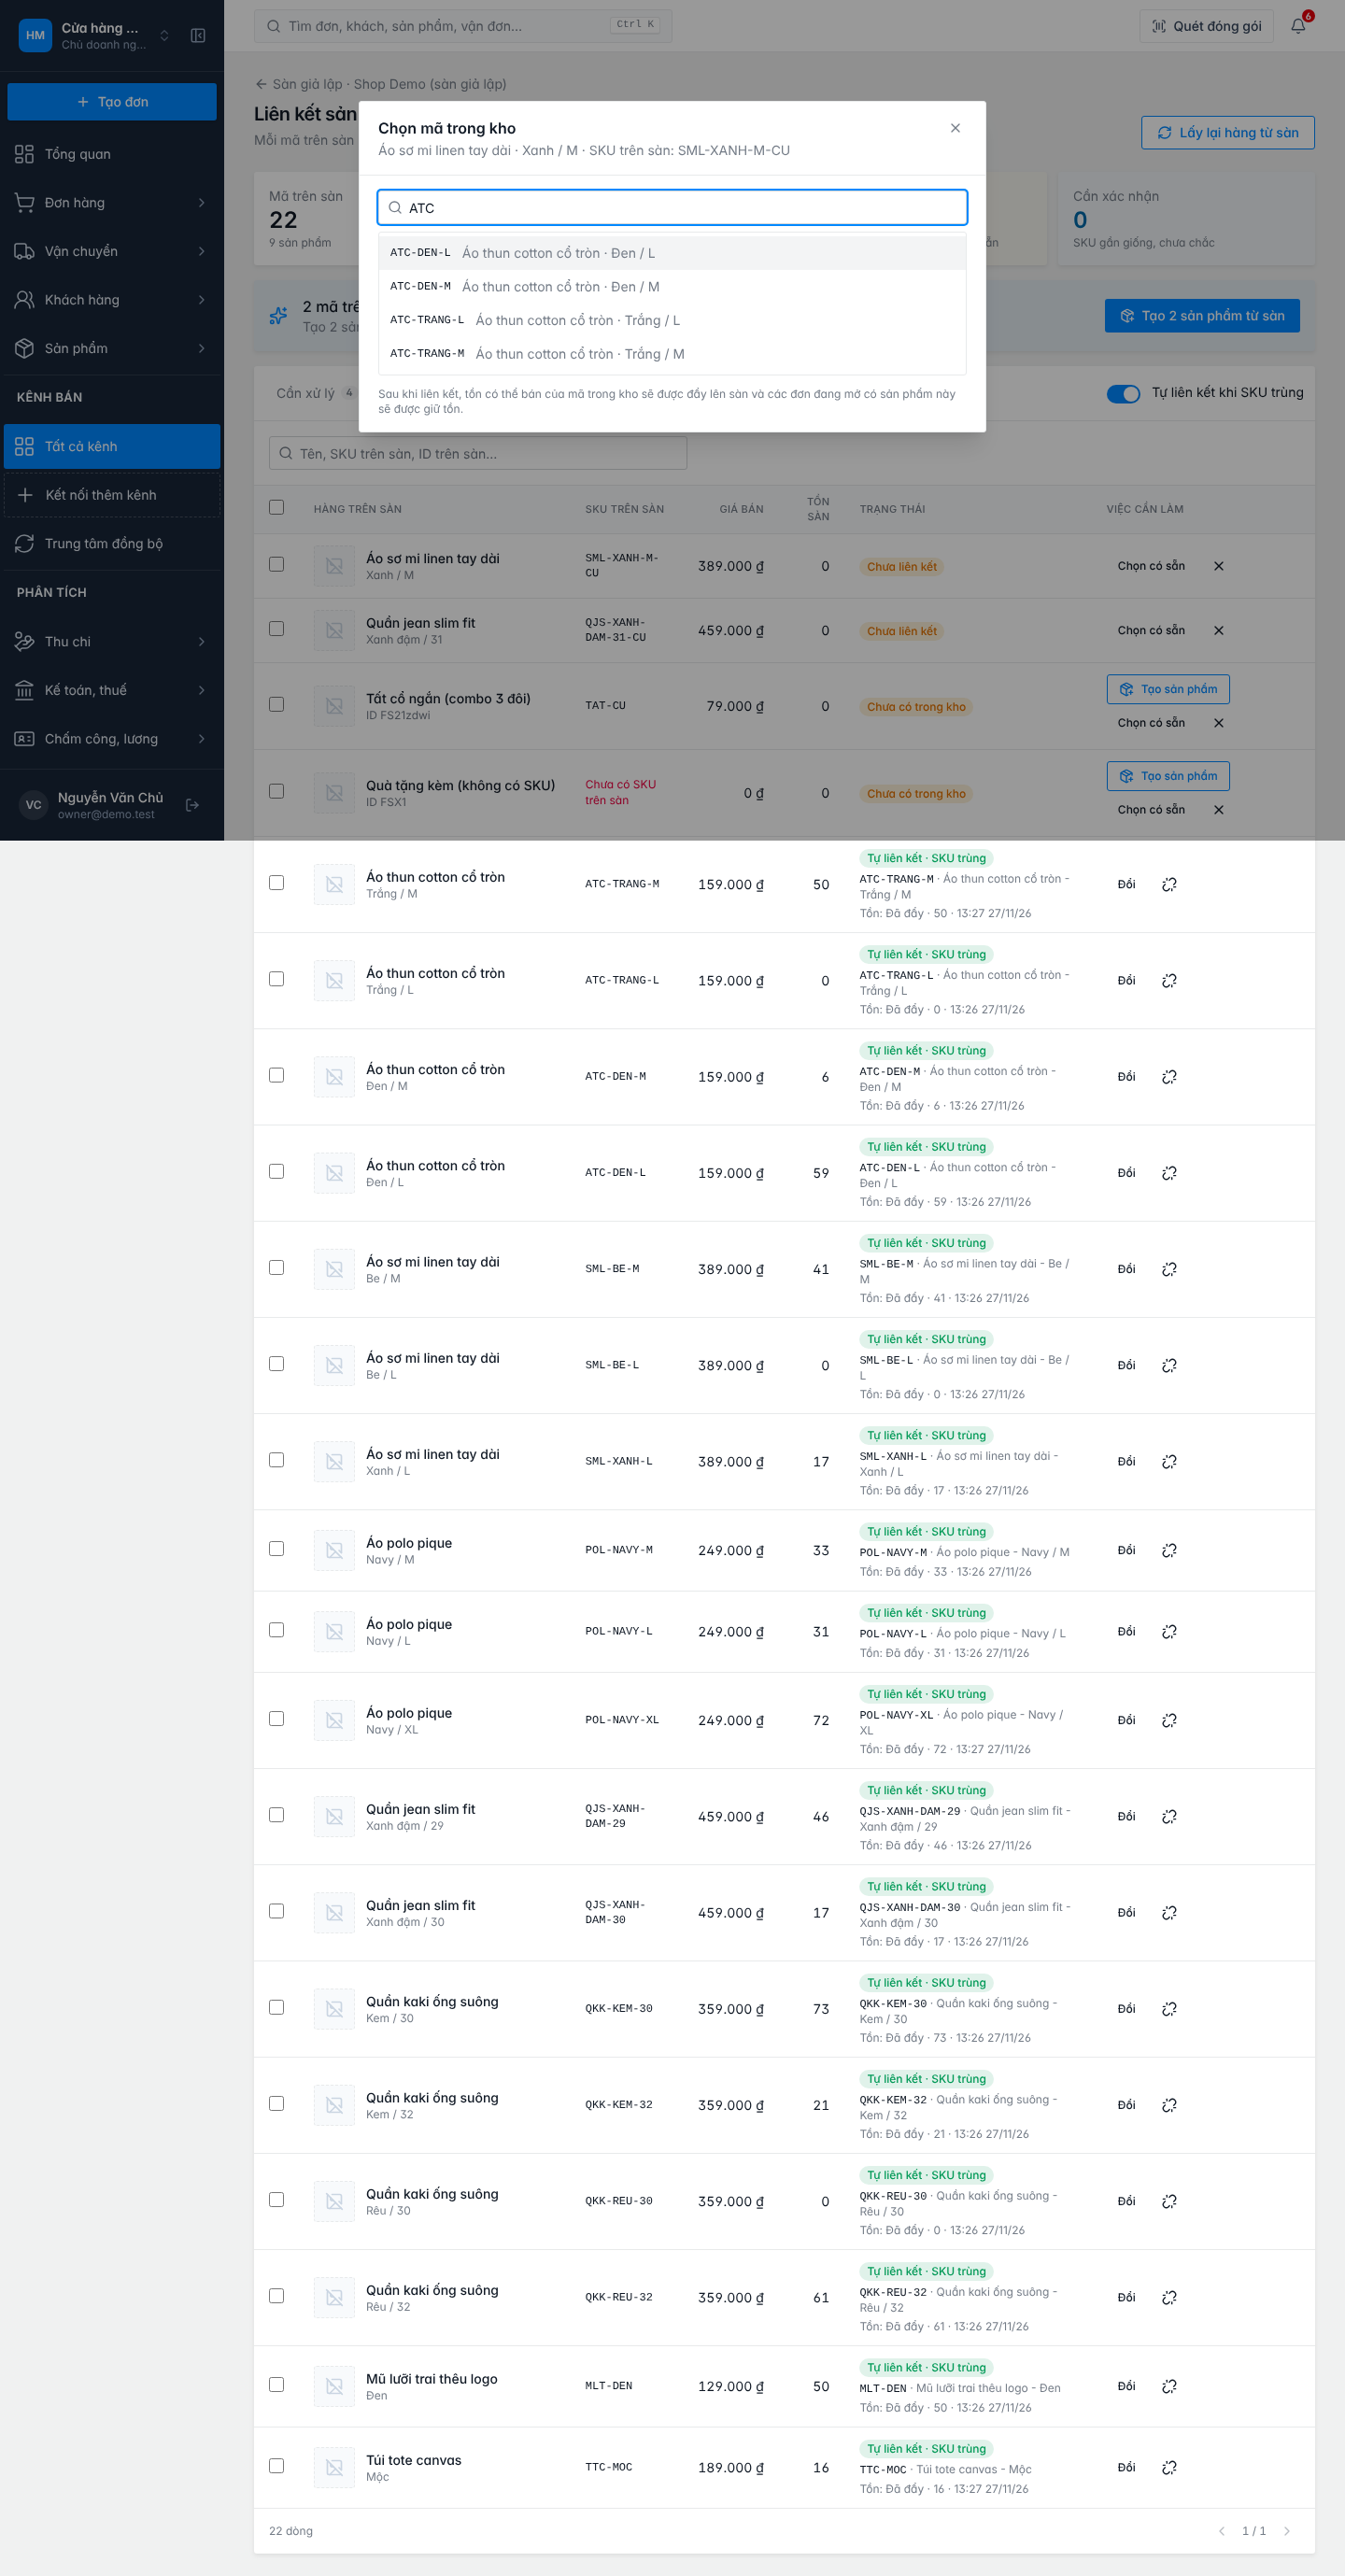 HM
Cửa hàng ...
Chủ doanh ng...
Tạo đơn
Tổng quan
Đơn hàng
Vận chuyển
Khách hàng
Sản phẩm
KÊNH BÁN
Tất cả kênh
Kết nối thêm kênh
Trung tâm đồng bộ
PHÂN TÍCH
Thu chi
Kế toán, thuế
Chấm công, lương
VC
Nguyễn Văn Chủ
owner@demo.test
Tìm đơn, khách, sản phẩm, vận đơn...
Ctrl K
Quét đóng gói
6
Sàn giả lập · Shop Demo (sàn giả lập)
Liên kết sản
Mỗi mã trên sàn
Lấy lại hàng từ sàn
Mã trên sàn
22
9 sản phẩm
Cần xác nhận
0
SKU gần giống, chưa chắc
2 mã trê
Tạo 2 sản
Tạo 2 sản phẩm từ sàn
Chọn mã trong kho
Áo sơ mi linen tay dài · Xanh / M · SKU trên sàn: SML-XANH-M-CU
ATC
ATC-DEN-L Áo thun cotton cổ tròn · Đen / L
ATC-DEN-M Áo thun cotton cổ tròn · Đen / M
ATC-TRANG-L Áo thun cotton cổ tròn · Trắng / L
ATC-TRANG-M Áo thun cotton cổ tròn · Trắng / M
Sau khi liên kết, tồn có thể bán của mã trong kho sẽ được đẩy lên sàn và các đơn đang mở có sản phẩm này
sẽ được giữ tồn.
Cần xử lý 4
Tự liên kết khi SKU trùng
Tên, SKU trên sàn, ID trên sàn...
HÀNG TRÊN SÀN SKU TRÊN SÀN GIÁ BÁN TỒN SÀN TRẠNG THÁI VIỆC CẦN LÀM
Áo sơ mi linen tay dài
Xanh / M
SML-XANH-M-
CU
389.000 ₫ 0 Chưa liên kết Chọn có sẵn
Quần jean slim fit
Xanh đậm / 31
QJS-XANH-
DAM-31-CU
459.000 ₫ 0 Chưa liên kết Chọn có sẵn
Tất cổ ngắn (combo 3 đôi)
ID FS21zdwi
TAT-CU 79.000 ₫ 0 Chưa có trong kho
Tạo sản phẩm
Chọn có sẵn
Quà tặng kèm (không có SKU)
ID FSX1
Chưa có SKU
trên sàn
0 ₫ 0 Chưa có trong kho
Tạo sản phẩm
Chọn có sẵn
Áo thun cotton cổ tròn
Trắng / M
ATC-TRANG-M 159.000 ₫ 50
Tự liên kết · SKU trùng
ATC-TRANG-M · Áo thun cotton cổ tròn -
Trắng / M
Tồn: Đã đẩy · 50 · 13:27 27/11/26
Đổi
Áo thun cotton cổ tròn
Trắng / L
ATC-TRANG-L 159.000 ₫ 0
Tự liên kết · SKU trùng
ATC-TRANG-L · Áo thun cotton cổ tròn -
Trắng / L
Tồn: Đã đẩy · 0 · 13:26 27/11/26
Đổi
Áo thun cotton cổ tròn
Đen / M
ATC-DEN-M 159.000 ₫ 6
Tự liên kết · SKU trùng
ATC-DEN-M · Áo thun cotton cổ tròn -
Đen / M
Tồn: Đã đẩy · 6 · 13:26 27/11/26
Đổi
Áo thun cotton cổ tròn
Đen / L
ATC-DEN-L 159.000 ₫ 59
Tự liên kết · SKU trùng
ATC-DEN-L · Áo thun cotton cổ tròn -
Đen / L
Tồn: Đã đẩy · 59 · 13:26 27/11/26
Đổi
Áo sơ mi linen tay dài
Be / M
SML-BE-M 389.000 ₫ 41
Tự liên kết · SKU trùng
SML-BE-M · Áo sơ mi linen tay dài - Be /
M
Tồn: Đã đẩy · 41 · 13:26 27/11/26
Đổi
Áo sơ mi linen tay dài
Be / L
SML-BE-L 389.000 ₫ 0
Tự liên kết · SKU trùng
SML-BE-L · Áo sơ mi linen tay dài - Be /
L
Tồn: Đã đẩy · 0 · 13:26 27/11/26
Đổi
Áo sơ mi linen tay dài
Xanh / L
SML-XANH-L 389.000 ₫ 17
Tự liên kết · SKU trùng
SML-XANH-L · Áo sơ mi linen tay dài -
Xanh / L
Tồn: Đã đẩy · 17 · 13:26 27/11/26
Đổi
Áo polo pique
Navy / M
POL-NAVY-M 249.000 ₫ 33
Tự liên kết · SKU trùng
POL-NAVY-M · Áo polo pique - Navy / M
Tồn: Đã đẩy · 33 · 13:26 27/11/26
Đổi
Áo polo pique
Navy / L
POL-NAVY-L 249.000 ₫ 31
Tự liên kết · SKU trùng
POL-NAVY-L · Áo polo pique - Navy / L
Tồn: Đã đẩy · 31 · 13:26 27/11/26
Đổi
Áo polo pique
Navy / XL
POL-NAVY-XL 249.000 ₫ 72
Tự liên kết · SKU trùng
POL-NAVY-XL · Áo polo pique - Navy /
XL
Tồn: Đã đẩy · 72 · 13:27 27/11/26
Đổi
Quần jean slim fit
Xanh đậm / 29
QJS-XANH-
DAM-29
459.000 ₫ 46
Tự liên kết · SKU trùng
QJS-XANH-DAM-29 · Quần jean slim fit -
Xanh đậm / 29
Tồn: Đã đẩy · 46 · 13:26 27/11/26
Đổi
Quần jean slim fit
Xanh đậm / 30
QJS-XANH-
DAM-30
459.000 ₫ 17
Tự liên kết · SKU trùng
QJS-XANH-DAM-30 · Quần jean slim fit -
Xanh đậm / 30
Tồn: Đã đẩy · 17 · 13:26 27/11/26
Đổi
Quần kaki ống suông
Kem / 30
QKK-KEM-30 359.000 ₫ 73
Tự liên kết · SKU trùng
QKK-KEM-30 · Quần kaki ống suông -
Kem / 30
Tồn: Đã đẩy · 73 · 13:26 27/11/26
Đổi
Quần kaki ống suông
Kem / 32
QKK-KEM-32 359.000 ₫ 21
Tự liên kết · SKU trùng
QKK-KEM-32 · Quần kaki ống suông -
Kem / 32
Tồn: Đã đẩy · 21 · 13:26 27/11/26
Đổi
Quần kaki ống suông
Rêu / 30
QKK-REU-30 359.000 ₫ 0
Tự liên kết · SKU trùng
QKK-REU-30 · Quần kaki ống suông -
Rêu / 30
Tồn: Đã đẩy · 0 · 13:26 27/11/26
Đổi
Quần kaki ống suông
Rêu / 32
QKK-REU-32 359.000 ₫ 61
Tự liên kết · SKU trùng
QKK-REU-32 · Quần kaki ống suông -
Rêu / 32
Tồn: Đã đẩy · 61 · 13:26 27/11/26
Đổi
Mũ lưỡi trai thêu logo
Đen
MLT-DEN 129.000 ₫ 50
Tự liên kết · SKU trùng
MLT-DEN · Mũ lưỡi trai thêu logo - Đen
Tồn: Đã đẩy · 50 · 13:26 27/11/26
Đổi
Túi tote canvas
Mộc
TTC-MOC 189.000 ₫ 16
Tự liên kết · SKU trùng
TTC-MOC · Túi tote canvas - Mộc
Tồn: Đã đẩy · 16 · 13:27 27/11/26
Đổi
22 dòng
1 / 1